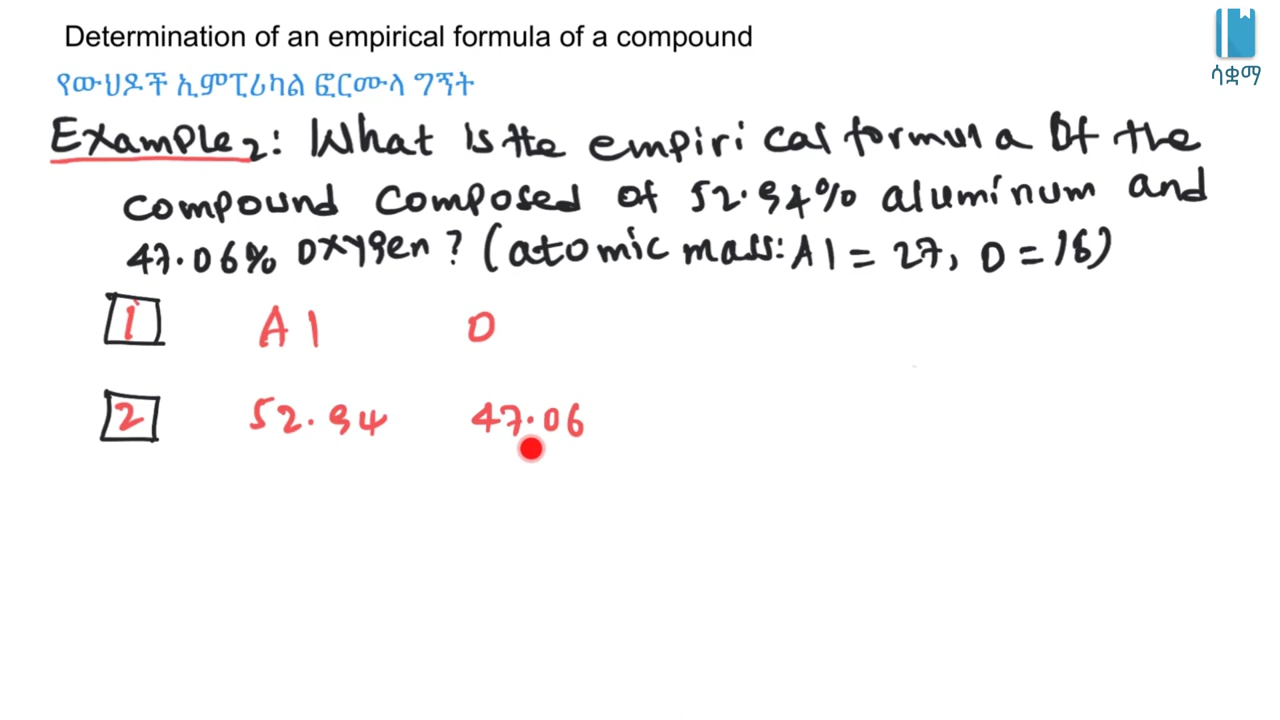 Determination of an empirical formula of a compound
ሳቋማ
የውህዶች ኢምፒሪካል ፎርሙላ ግኝት
Example 2: What is the empirical formula Of the
compound composed of 52.94% aluminum and
47.06% oxygen? (atomic mass: Al = 27, O = 16)
1 Al O
2 52.94 47.06